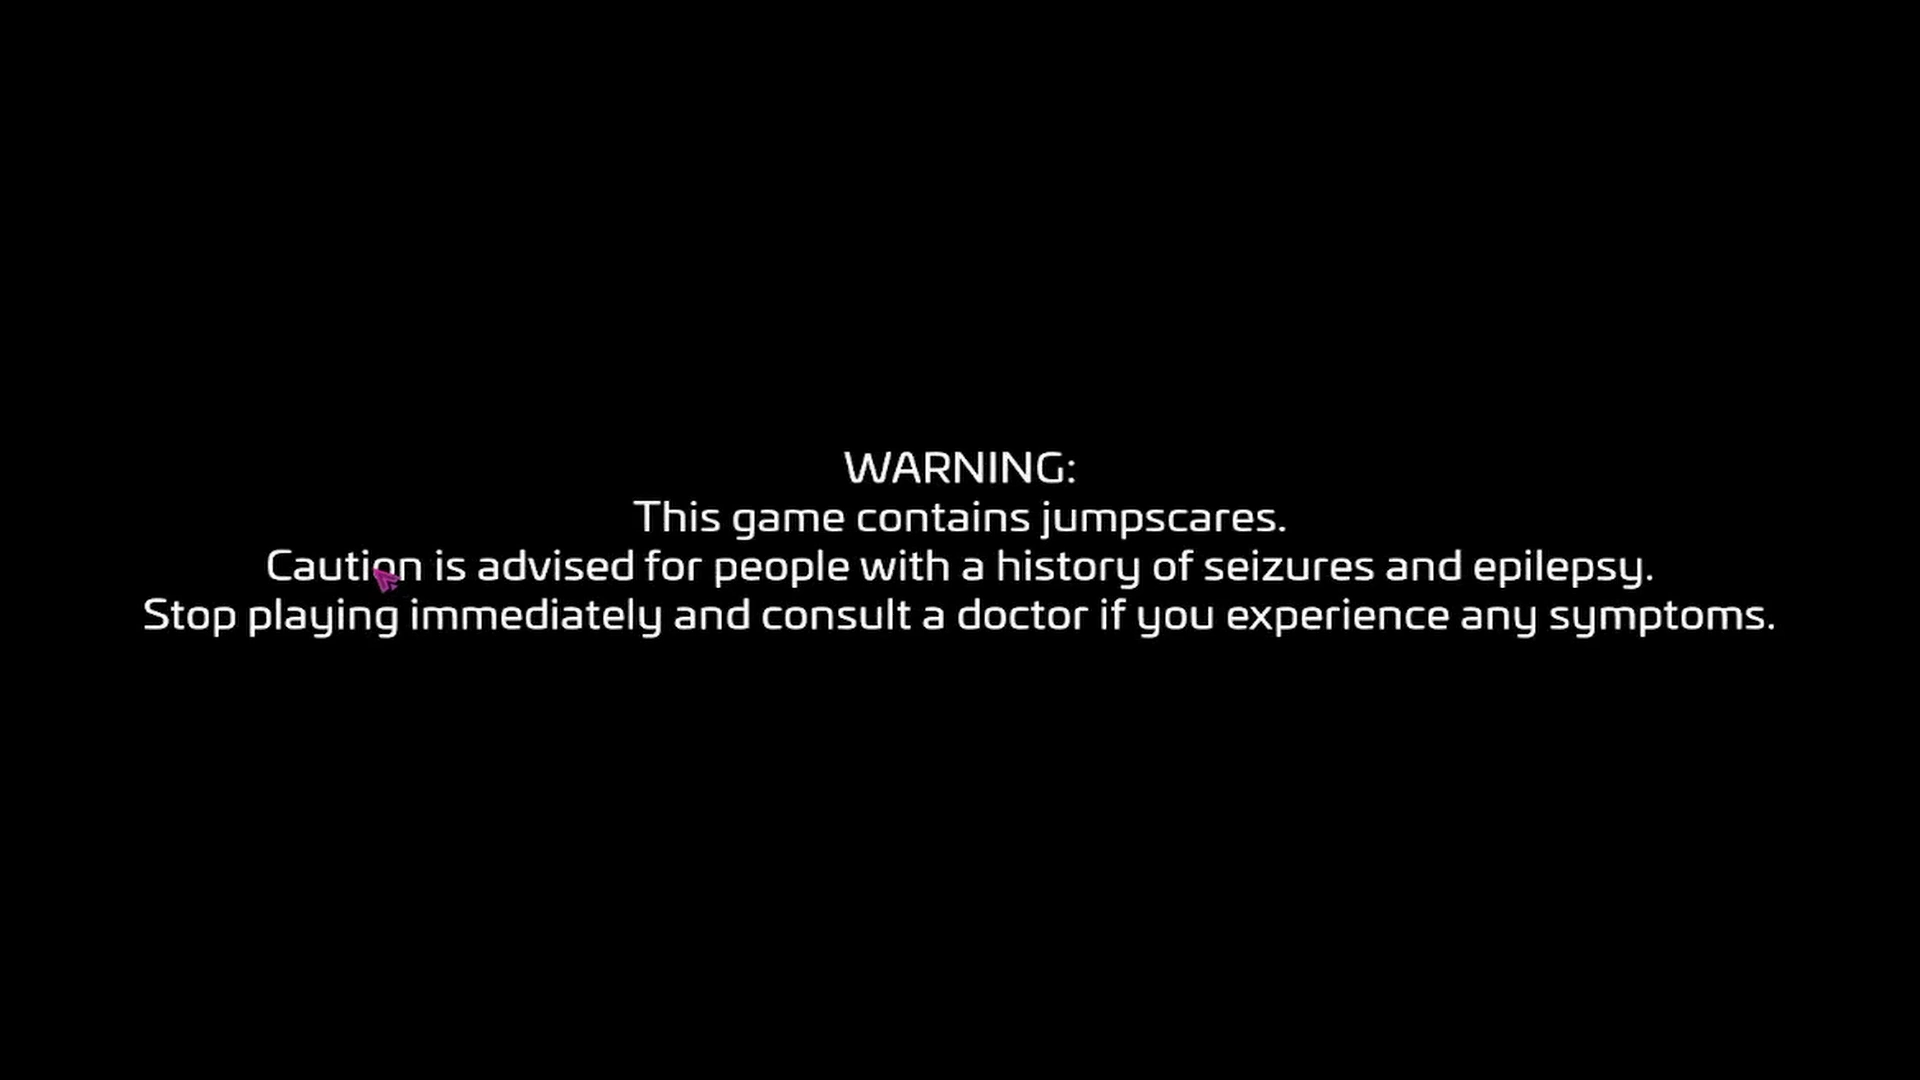 WARNING:
This game contains jumpscares.
Caution is advised for people with a history of seizures and epilepsy.
Stop playing immediately and consult a doctor if you experience any symptoms.